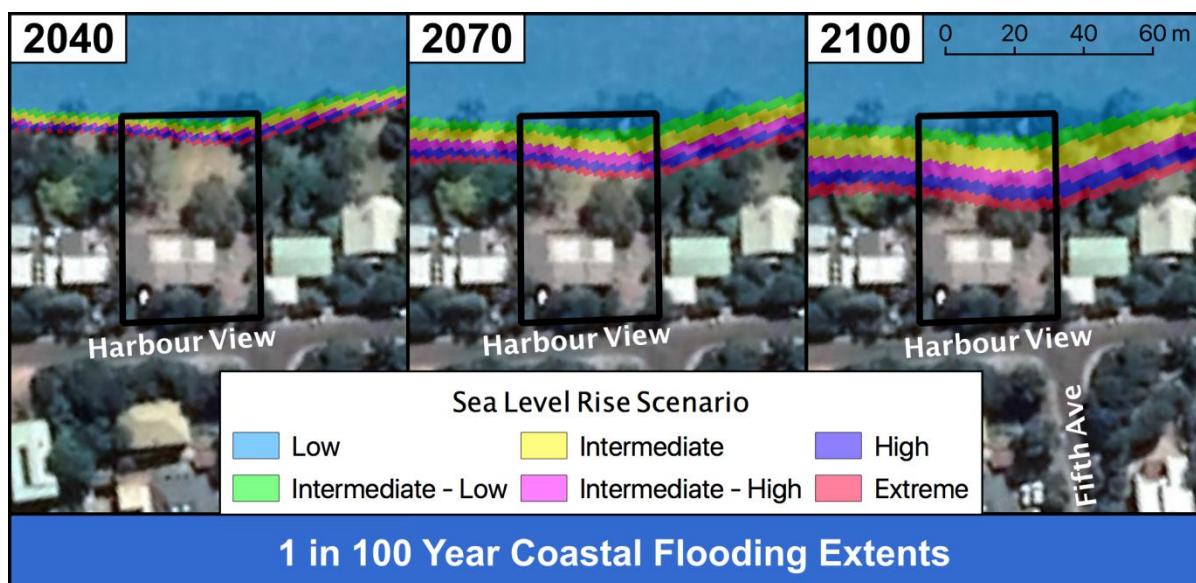 2040
2070
2100
0 20 40 60 m
Harbour View
Harbour View
Harbour View
Fifth Ave
Sea Level Rise Scenario
Low
Intermediate
High
Intermediate – Low
Intermediate – High
Extreme
1 in 100 Year Coastal Flooding Extents